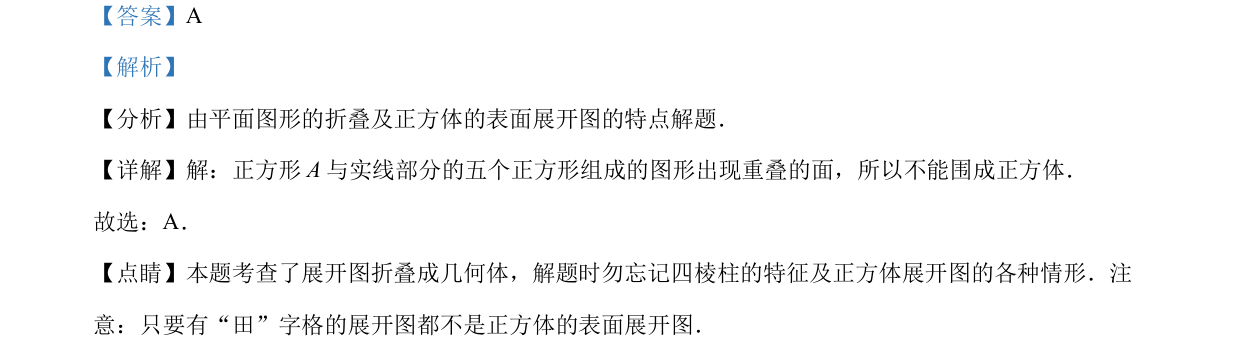 【答案】A
【解析】
【分析】由平面图形的折叠及正方体的表面展开图的特点解题．
【详解】解：正方形 A 与实线部分的五个正方形组成的图形出现重叠的面，所以不能围成正方体．
故选：A．
【点睛】本题考查了展开图折叠成几何体，解题时勿忘记四棱柱的特征及正方体展开图的各种情形．注
意：只要有“田”字格的展开图都不是正方体的表面展开图．